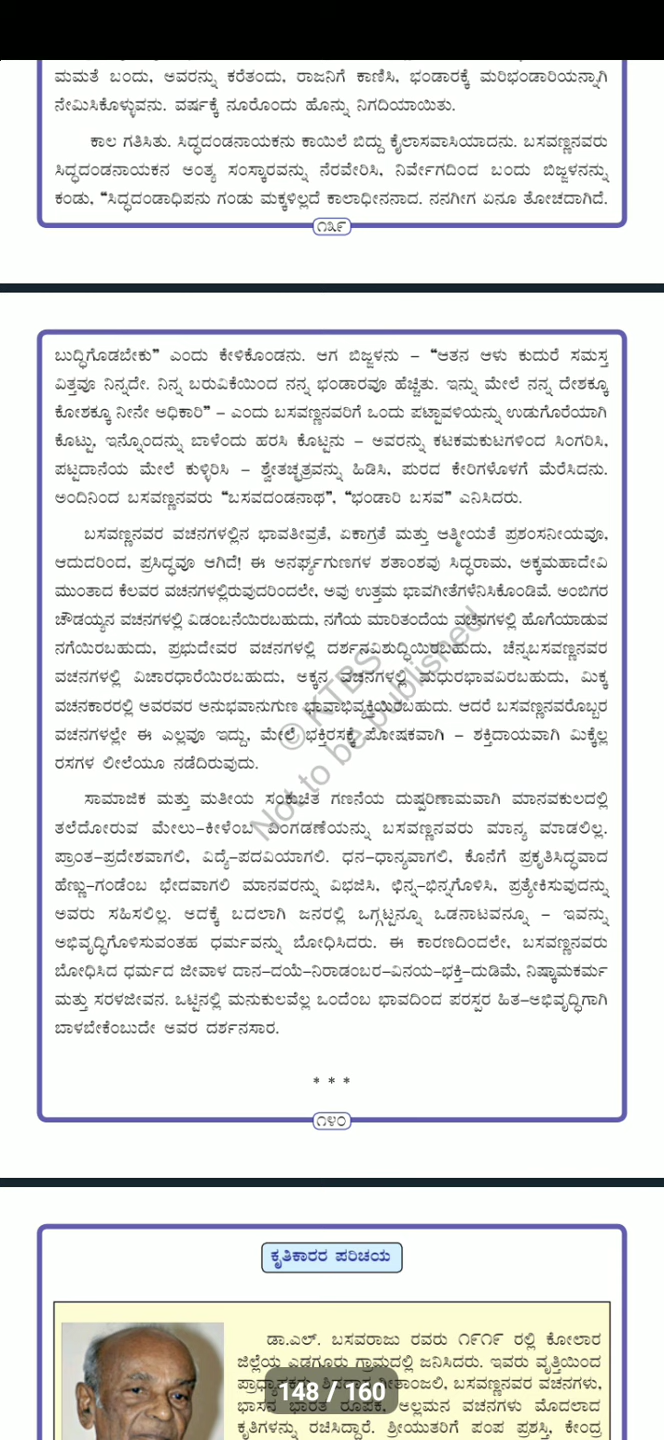 ಮಮತೆ ಬಂದು, ಅವರನ್ನು ಕರೆತಂದು, ರಾಜನಿಗೆ ಕಾಣಿಸಿ, ಭಂಡಾರಕ್ಕೆ ಮರಿಭಂಡಾರಿಯನ್ನಾಗಿ
ನೇಮಿಸಿಕೊಳ್ಳುವನು. ವರ್ಷಕ್ಕೆ ನೂರೊಂದು ಹೊನ್ನು ನಿಗದಿಯಾಯಿತು.
ಕಾಲ ಗತಿಸಿತು. ಸಿದ್ಧದಂಡನಾಯಕನು ಕಾಯಿಲೆ ಬಿದ್ದು ಕೈಲಾಸವಾಸಿಯಾದನು. ಬಸವಣ್ಣನವರು
ಸಿದ್ಧದಂಡನಾಯಕನ ಅಂತ್ಯ ಸಂಸ್ಕಾರವನ್ನು ನೆರವೇರಿಸಿ, ನಿರ್ವೇಗದಿಂದ ಬಂದು ಬಿಜ್ಜಳನನ್ನು
ಕಂಡು, “ಸಿದ್ಧದಂಡಾಧಿಪನು ಗಂಡು ಮಕ್ಕಳಿಲ್ಲದೆ ಕಾಲಾಧೀನನಾದ. ನನಗೀಗ ಏನೂ ತೋಚದಾಗಿದೆ.
೧೩೯
ಬುದ್ಧಿಗೊಡಬೇಕು” ಎಂದು ಕೇಳಿಕೊಂಡನು. ಆಗ ಬಿಜ್ಜಳನು – “ಆತನ ಆಳು ಕುದುರೆ ಸಮಸ್ತ
ವಿತ್ತವೂ ನಿನ್ನದೇ. ನಿನ್ನ ಬರುವಿಕೆಯಿಂದ ನನ್ನ ಭಂಡಾರವೂ ಹೆಚ್ಚಿತು. ಇನ್ನು ಮೇಲೆ ನನ್ನ ದೇಶಕ್ಕೂ
ಕೋಶಕ್ಕೂ ನೀನೇ ಅಧಿಕಾರಿ” – ಎಂದು ಬಸವಣ್ಣನವರಿಗೆ ಒಂದು ಪಟ್ಟಾವಳಿಯನ್ನು ಉಡುಗೊರೆಯಾಗಿ
ಕೊಟ್ಟು, ಇನ್ನೊಂದನ್ನು ಬಾಳೆಂದು ಹರಸಿ ಕೊಟ್ಟನು – ಅವರನ್ನು ಕಟಕಮಕುಟಗಳಿಂದ ಸಿಂಗರಿಸಿ,
ಪಟ್ಟದಾನೆಯ ಮೇಲೆ ಕುಳ್ಳಿರಿಸಿ – ಶ್ವೇತಚ್ಛತ್ರವನ್ನು ಹಿಡಿಸಿ, ಪುರದ ಕೇರಿಗಳೊಳಗೆ ಮೆರೆಸಿದನು.
ಅಂದಿನಿಂದ ಬಸವಣ್ಣನವರು “ಬಸವದಂಡನಾಥ”, “ಭಂಡಾರಿ ಬಸವ” ಎನಿಸಿದರು.
ಬಸವಣ್ಣನವರ ವಚನಗಳಲ್ಲಿನ ಭಾವತೀವ್ರತೆ, ಏಕಾಗ್ರತೆ ಮತ್ತು ಆತ್ಮೀಯತೆ ಪ್ರಶಂಸನೀಯವೂ,
ಆದುದರಿಂದ, ಪ್ರಸಿದ್ಧವೂ ಆಗಿದೆ! ಈ ಅನರ್ಘ್ಯಗುಣಗಳ ಶತಾಂಶವು ಸಿದ್ಧರಾಮ, ಅಕ್ಕಮಹಾದೇವಿ
ಮುಂತಾದ ಕೆಲವರ ವಚನಗಳಲ್ಲಿರುವುದರಿಂದಲೇ, ಅವು ಉತ್ತಮ ಭಾವಗೀತೆಗಳೆನಿಸಿಕೊಂಡಿವೆ. ಅಂಬಿಗರ
ಚೌಡಯ್ಯನ ವಚನಗಳಲ್ಲಿ ವಿಡಂಬನೆಯಿರಬಹುದು, ನಗೆಯ ಮಾರಿತಂದೆಯ ವಚನಗಳಲ್ಲಿ ಹೊಗೆಯಾಡುವ
ನಗೆಯಿರಬಹುದು, ಪ್ರಭುದೇವರ ವಚನಗಳಲ್ಲಿ ದರ್ಶನವಿಶುದ್ಧಿಯಿರಬಹುದು, ಚೆನ್ನಬಸವಣ್ಣನವರ
ವಚನಗಳಲ್ಲಿ ವಿಚಾರಧಾರೆಯಿರಬಹುದು, ಅಕ್ಕನ ವಚನಗಳಲ್ಲಿ ಮಧುರಭಾವವಿರಬಹುದು, ಮಿಕ್ಕ
ವಚನಕಾರರಲ್ಲಿ ಅವರವರ ಅನುಭವಾನುಗುಣ ಭಾವಾಭಿವ್ಯಕ್ತಿಯಿರಬಹುದು. ಆದರೆ ಬಸವಣ್ಣನವರೊಬ್ಬರ
ವಚನಗಳಲ್ಲೇ ಈ ಎಲ್ಲವೂ ಇದ್ದು, ಮೇಲೆ ಭಕ್ತಿರಸಕ್ಕೆ ಪೋಷಕವಾಗಿ – ಶಕ್ತಿದಾಯವಾಗಿ ಮಿಕ್ಕೆಲ್ಲ
ರಸಗಳ ಲೀಲೆಯೂ ನಡೆದಿರುವುದು.
ಸಾಮಾಜಿಕ ಮತ್ತು ಮತೀಯ ಸಂಕುಚಿತ ಗಣನೆಯ ದುಷ್ಪರಿಣಾಮವಾಗಿ ಮಾನವಕುಲದಲ್ಲಿ
ತಲೆದೋರುವ ಮೇಲು–ಕೀಳೆಂಬ ವಿಂಗಡಣೆಯನ್ನು ಬಸವಣ್ಣನವರು ಮಾನ್ಯ ಮಾಡಲಿಲ್ಲ.
ಪ್ರಾಂತ–ಪ್ರದೇಶವಾಗಲಿ, ವಿದ್ಯೆ–ಪದವಿಯಾಗಲಿ. ಧನ–ಧಾನ್ಯವಾಗಲಿ, ಕೊನೆಗೆ ಪ್ರಕೃತಿಸಿದ್ಧವಾದ
ಹೆಣ್ಣು–ಗಂಡೆಂಬ ಭೇದವಾಗಲಿ ಮಾನವರನ್ನು ವಿಭಜಿಸಿ, ಛಿನ್ನ–ಭಿನ್ನಗೊಳಿಸಿ, ಪ್ರತ್ಯೇಕಿಸುವುದನ್ನು
ಅವರು ಸಹಿಸಲಿಲ್ಲ. ಅದಕ್ಕೆ ಬದಲಾಗಿ ಜನರಲ್ಲಿ ಒಗ್ಗಟ್ಟನ್ನೂ ಒಡನಾಟವನ್ನೂ – ಇವನ್ನು
ಅಭಿವೃದ್ಧಿಗೊಳಿಸುವಂತಹ ಧರ್ಮವನ್ನು ಬೋಧಿಸಿದರು. ಈ ಕಾರಣದಿಂದಲೇ, ಬಸವಣ್ಣನವರು
ಬೋಧಿಸಿದ ಧರ್ಮದ ಜೀವಾಳ ದಾನ–ದಯೆ–ನಿರಾಡಂಬರ–ವಿನಯ–ಭಕ್ತಿ–ದುಡಿಮೆ, ನಿಷ್ಕಾಮಕರ್ಮ
ಮತ್ತು ಸರಳಜೀವನ. ಒಟ್ಟಿನಲ್ಲಿ ಮನುಕುಲವೆಲ್ಲ ಒಂದೆಂಬ ಭಾವದಿಂದ ಪರಸ್ಪರ ಹಿತ–ಅಭಿವೃದ್ಧಿಗಾಗಿ
ಬಾಳಬೇಕೆಂಬುದೇ ಅವರ ದರ್ಶನಸಾರ.
© KTBS
Not to be published
* * *
೧೪೦
ಕೃತಿಕಾರರ ಪರಿಚಯ
ಡಾ.ಎಲ್. ಬಸವರಾಜು ರವರು ೧೯೧೯ ರಲ್ಲಿ ಕೋಲಾರ
ಜಿಲ್ಲೆಯ ಎಡಗೂರು ಗ್ರಾಮದಲ್ಲಿ ಜನಿಸಿದರು. ಇವರು ವೃತ್ತಿಯಿಂದ
ಬಸವಣ್ಣನವರ ವಚನಗಳು,
148 / 160
ಭಾಸನ ಭಾರತ ರೂಪಕ, ಅಲ್ಲಮನ ವಚನಗಳು ಮೊದಲಾದ
ಕೃತಿಗಳನ್ನು ರಚಿಸಿದ್ದಾರೆ. ಶ್ರೀಯುತರಿಗೆ ಪಂಪ ಪ್ರಶಸ್ತಿ, ಕೇಂದ್ರ